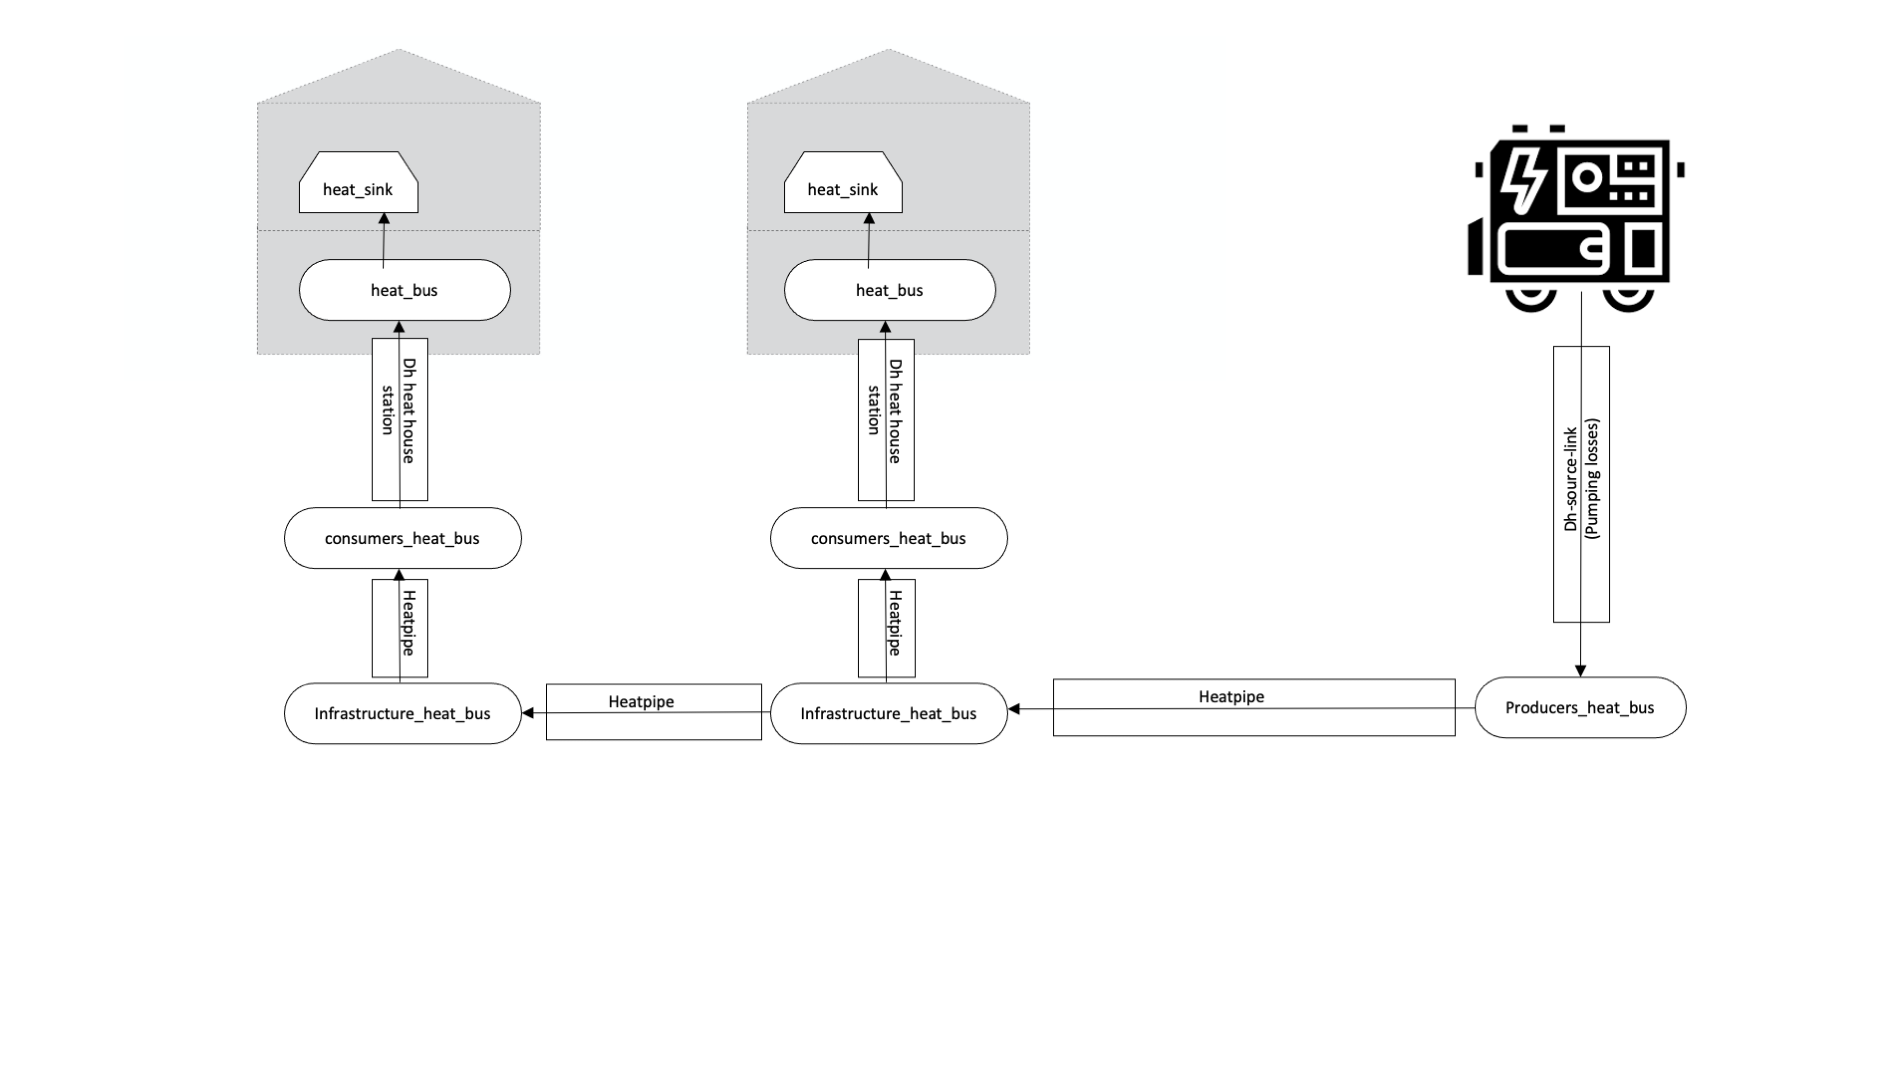 heat_sink
heat_sink
heat_bus
heat_bus
Dh heat house
station
Dh heat house
station
Dh-source-link
(Pumping losses)
consumers_heat_bus
consumers_heat_bus
Heatpipe
Heatpipe
Infrastructure_heat_bus
Heatpipe
Infrastructure_heat_bus
Heatpipe
Producers_heat_bus